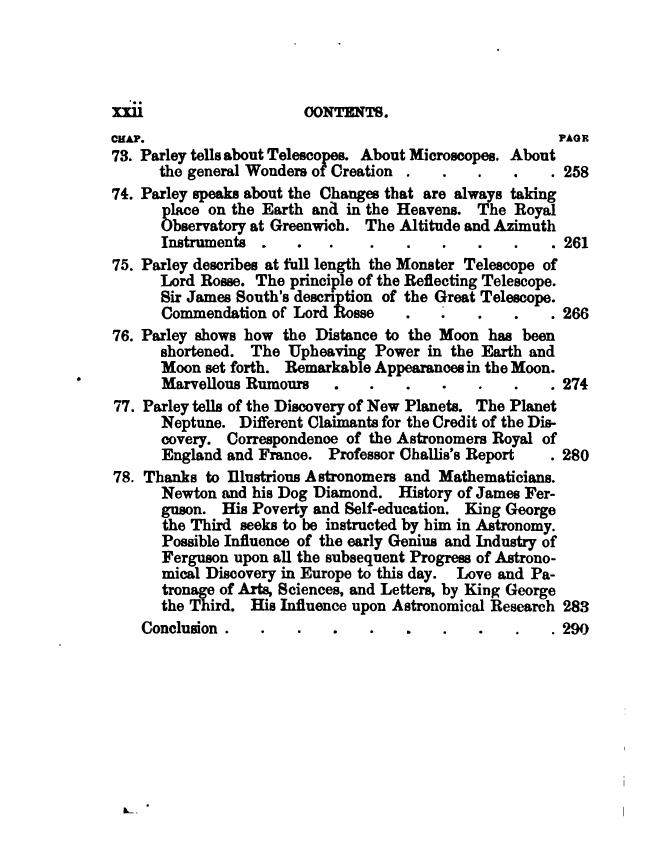 xxii CONTENTS.
CHAP. PAGE
73. Parley tells about Telescopes. About Microscopes. About
the general Wonders of Creation . . . . . 258
74. Parley speaks about the Changes that are always taking
place on the Earth and in the Heavens. The Royal
Observatory at Greenwich. The Altitude and Azimuth
Instruments . . . . . . . . . 261
75. Parley describes at full length the Monster Telescope of
Lord Rosse. The principle of the Reflecting Telescope.
Sir James South's description of the Great Telescope.
Commendation of Lord Rosse . . . . . 266
76. Parley shows how the Distance to the Moon has been
shortened. The Upheaving Power in the Earth and
Moon set forth. Remarkable Appearances in the Moon.
Marvellous Rumours . . . . . . . 274
77. Parley tells of the Discovery of New Planets. The Planet
Neptune. Different Claimants for the Credit of the Dis-
covery. Correspondence of the Astronomers Royal of
England and France. Professor Challis's Report . 280
78. Thanks to Illustrious Astronomers and Mathematicians.
Newton and his Dog Diamond. History of James Fer-
guson. His Poverty and Self-education. King George
the Third seeks to be instructed by him in Astronomy.
Possible Influence of the early Genius and Industry of
Ferguson upon all the subsequent Progress of Astrono-
mical Discovery in Europe to this day. Love and Pa-
tronage of Arts, Sciences, and Letters, by King George
the Third. His Influence upon Astronomical Research 283
Conclusion . . . . . . . . . . 290